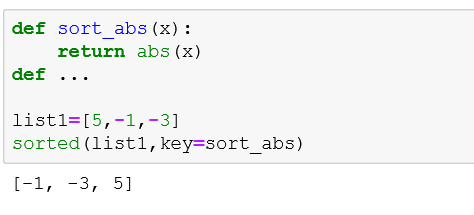 def sort_abs(x):
    return abs(x)
def ...

list1=[5,-1,-3]
sorted(list1,key=sort_abs)
[-1, -3, 5]